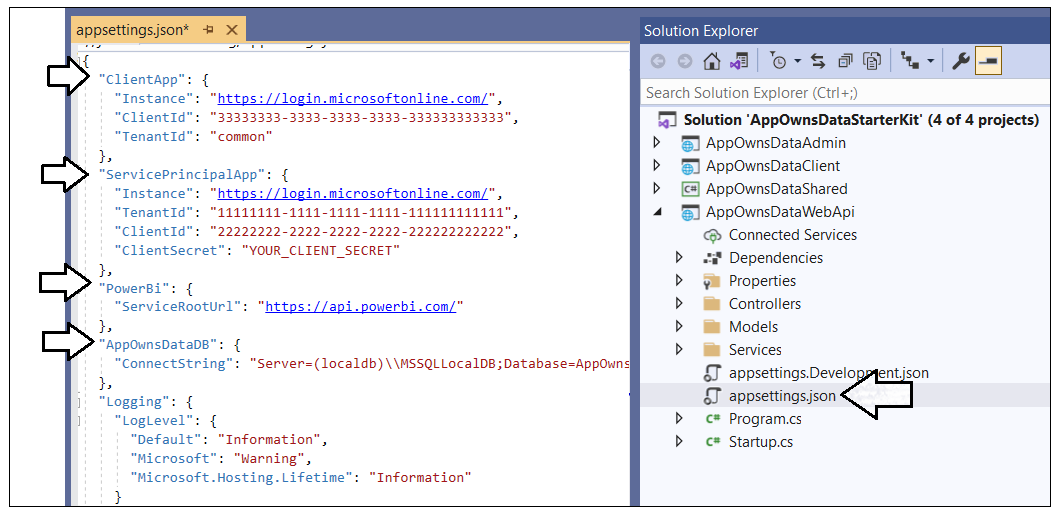 appsettings.json*
{
"ClientApp": {
"Instance": "https://login.microsoftonline.com/",
"ClientId": "33333333-3333-3333-3333-333333333333",
"TenantId": "common"
},
"ServicePrincipalApp": {
"Instance": "https://login.microsoftonline.com/",
"TenantId": "11111111-1111-1111-1111-111111111111",
"ClientId": "22222222-2222-2222-2222-222222222222",
"ClientSecret": "YOUR_CLIENT_SECRET"
},
"PowerBi": {
"ServiceRootUrl": "https://api.powerbi.com/"
},
"AppOwnsDataDB": {
"ConnectString": "Server=(localdb)\\MSSQLLocalDB;Database=AppOwns
},
"Logging": {
"LogLevel": {
"Default": "Information",
"Microsoft": "Warning",
"Microsoft.Hosting.Lifetime": "Information"
}
Solution Explorer
Search Solution Explorer (Ctrl+;)
Solution 'AppOwnsDataStarterKit' (4 of 4 projects)
AppOwnsDataAdmin
AppOwnsDataClient
C# AppOwnsDataShared
AppOwnsDataWebApi
Connected Services
Dependencies
Properties
Controllers
Models
Services
appsettings.Development.json
appsettings.json
C# Program.cs
C# Startup.cs